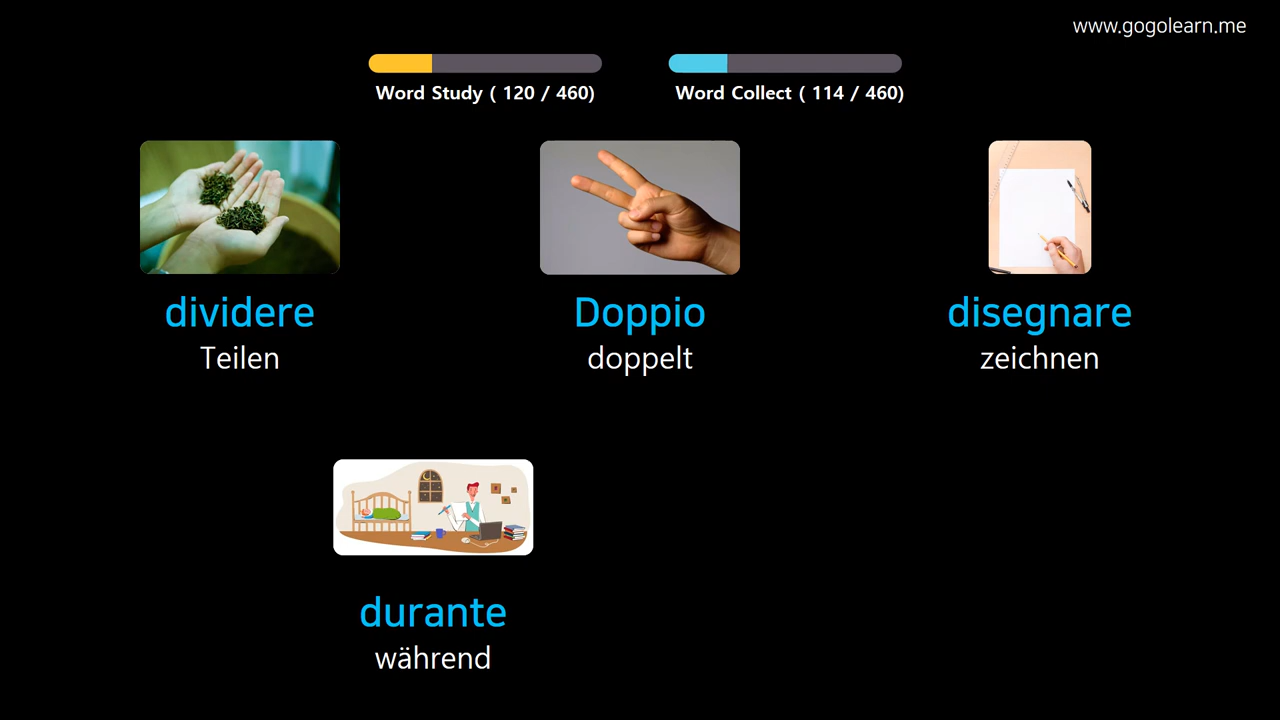 www.gogolearn.me
Word Study ( 120 / 460)
Word Collect ( 114 / 460)
dividere
Teilen
Doppio
doppelt
disegnare
zeichnen
durante
während